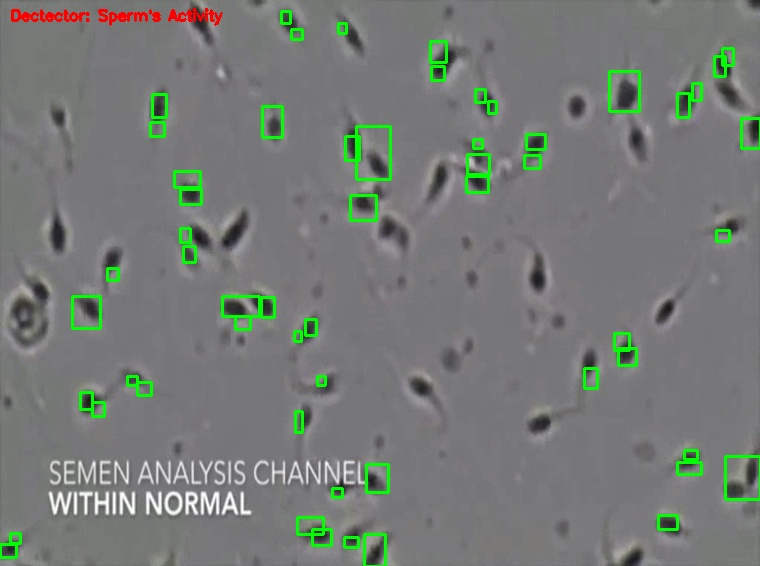 Dectector: Sperm's Activity
SEMEN ANALYSIS CHANNEL
WITHIN NORMAL